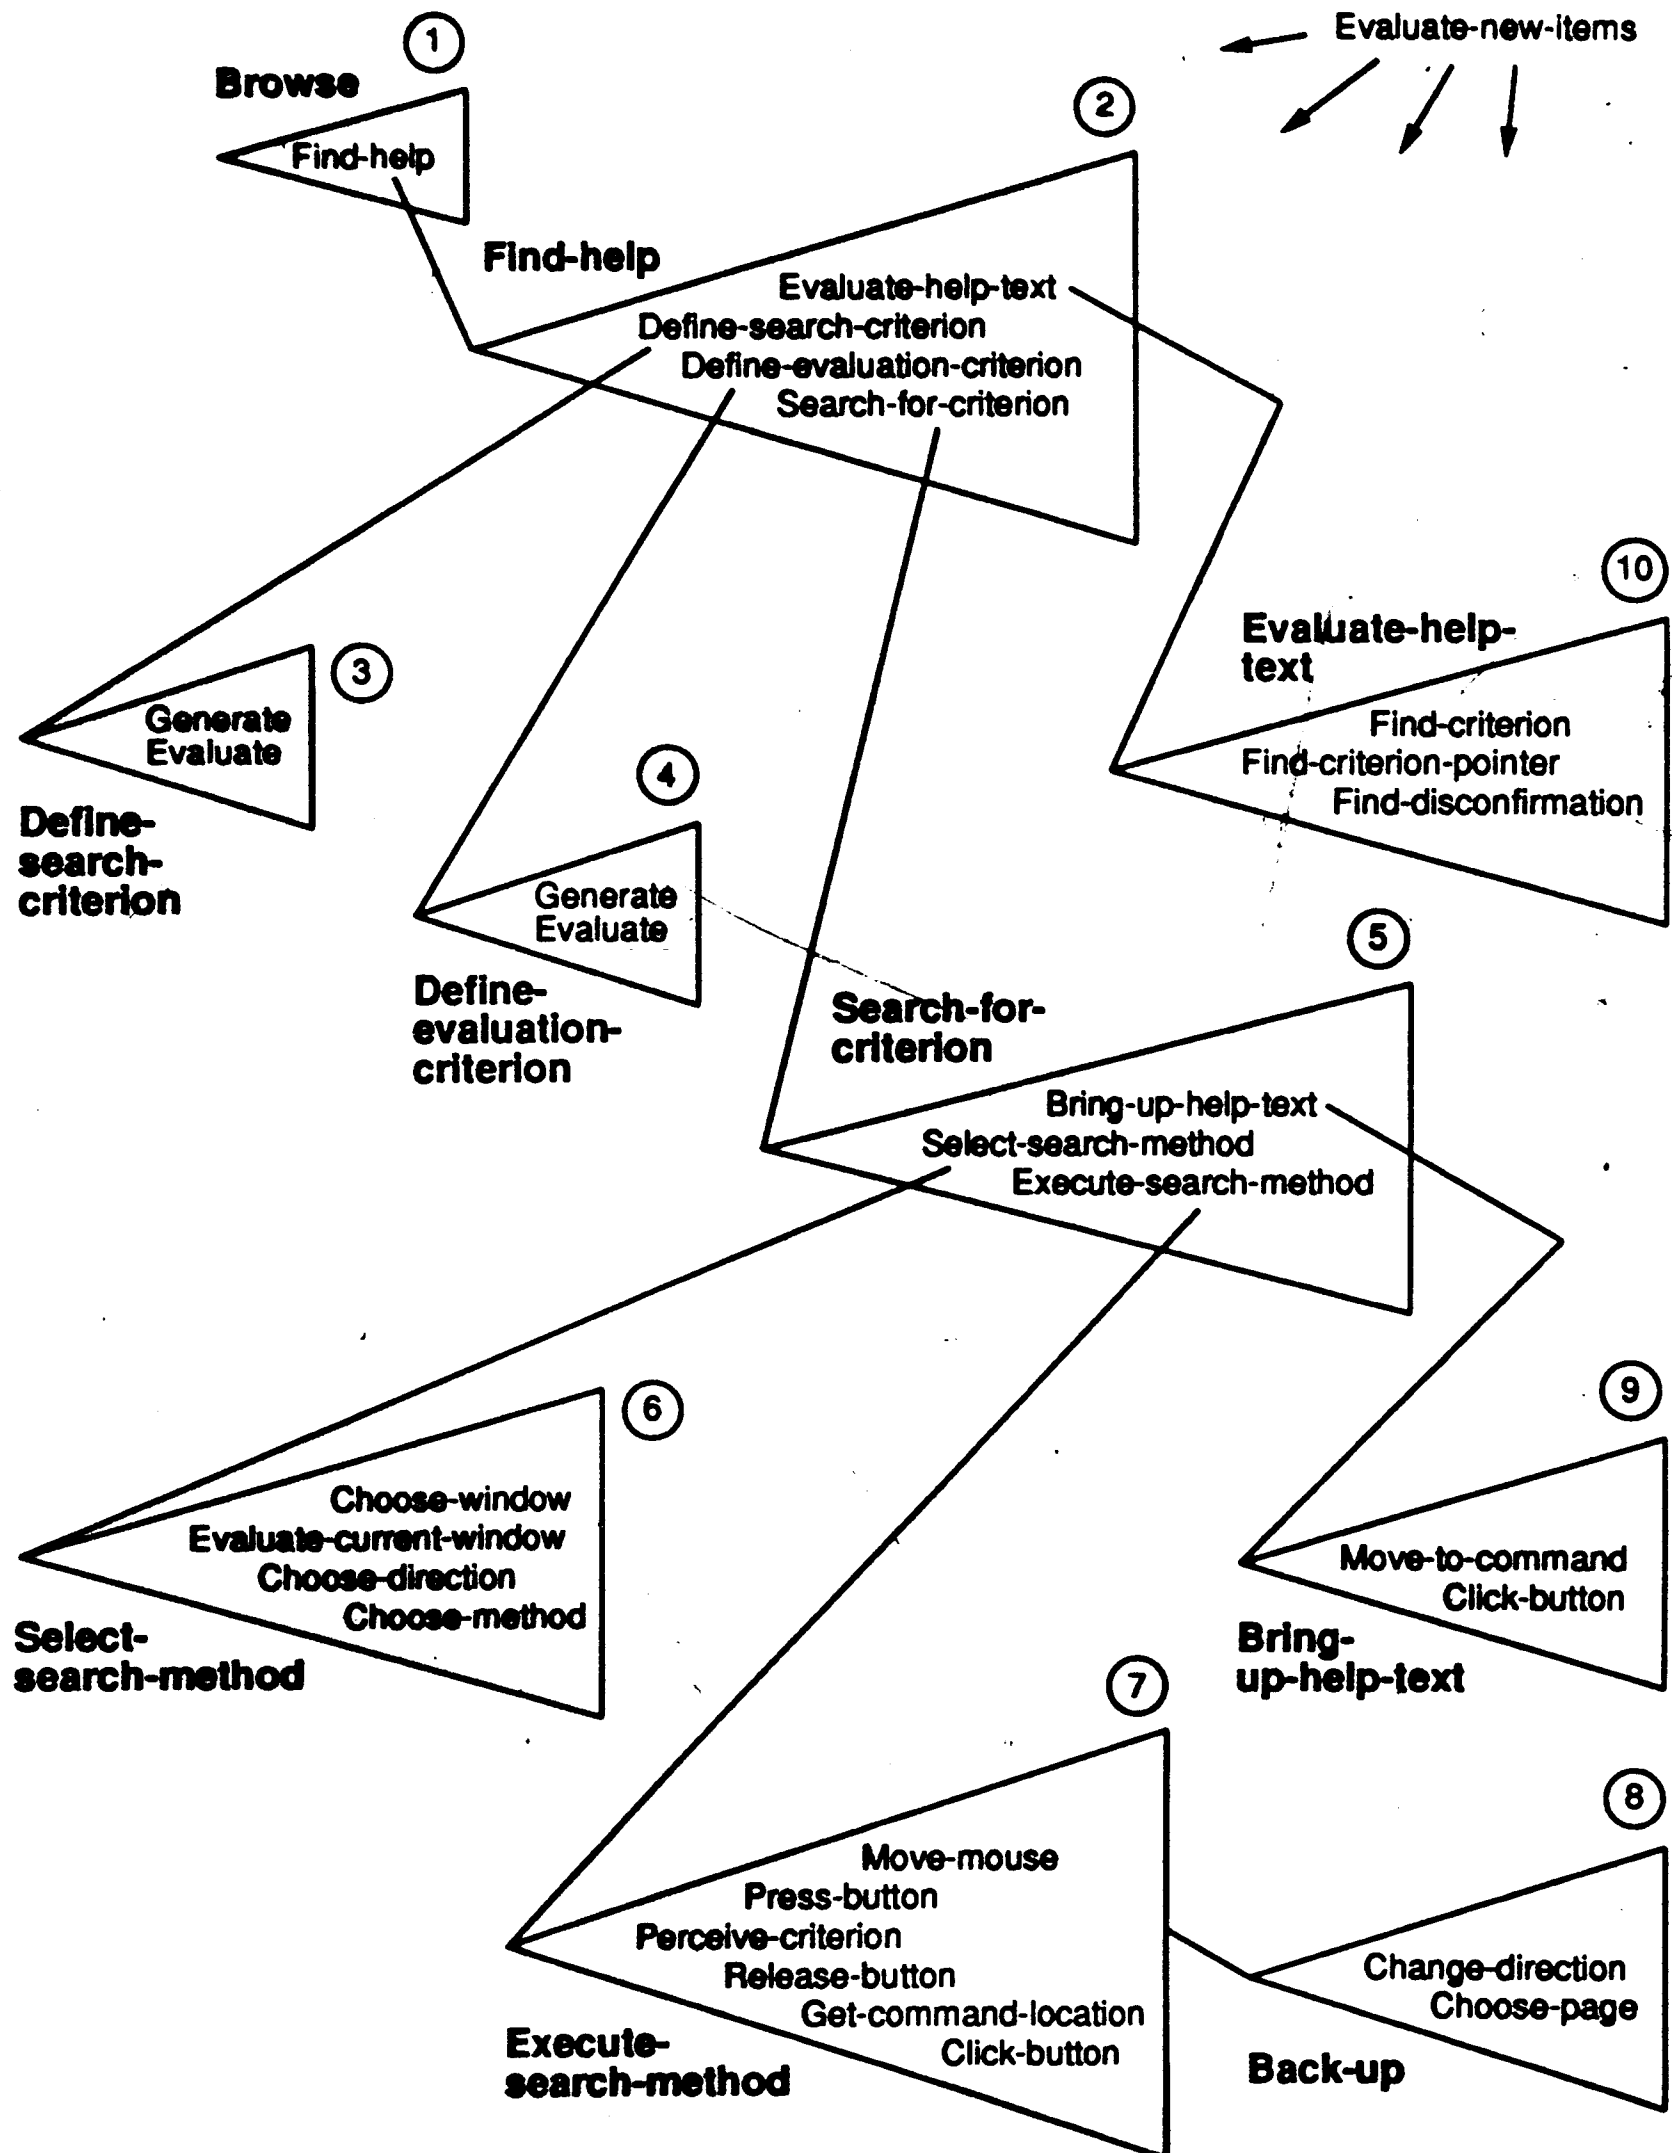 Evaluate-new-items
1
Browse
Find-help
2
Find-help
Evaluate-help-text
Define-search-criterion
Define-evaluation-criterion
Search-for-criterion
3
Generate
Evaluate
Define-
search-
criterion
4
Generate
Evaluate
Define-
evaluation-
criterion
10
Evaluate-help-
text
Find-criterion
Find-criterion-pointer
Find-disconfirmation
5
Search-for-
criterion
Bring-up-help-text
Select-search-method
Execute-search-method
6
Choose-window
Evaluate-current-window
Choose-direction
Choose-method
Select-
search-method
9
Move-to-command
Click-button
Bring-
up-help-text
7
Move-mouse
Press-button
Perceive-criterion
Release-button
Get-command-location
Click-button
Execute-
search-method
8
Change-direction
Choose-page
Back-up